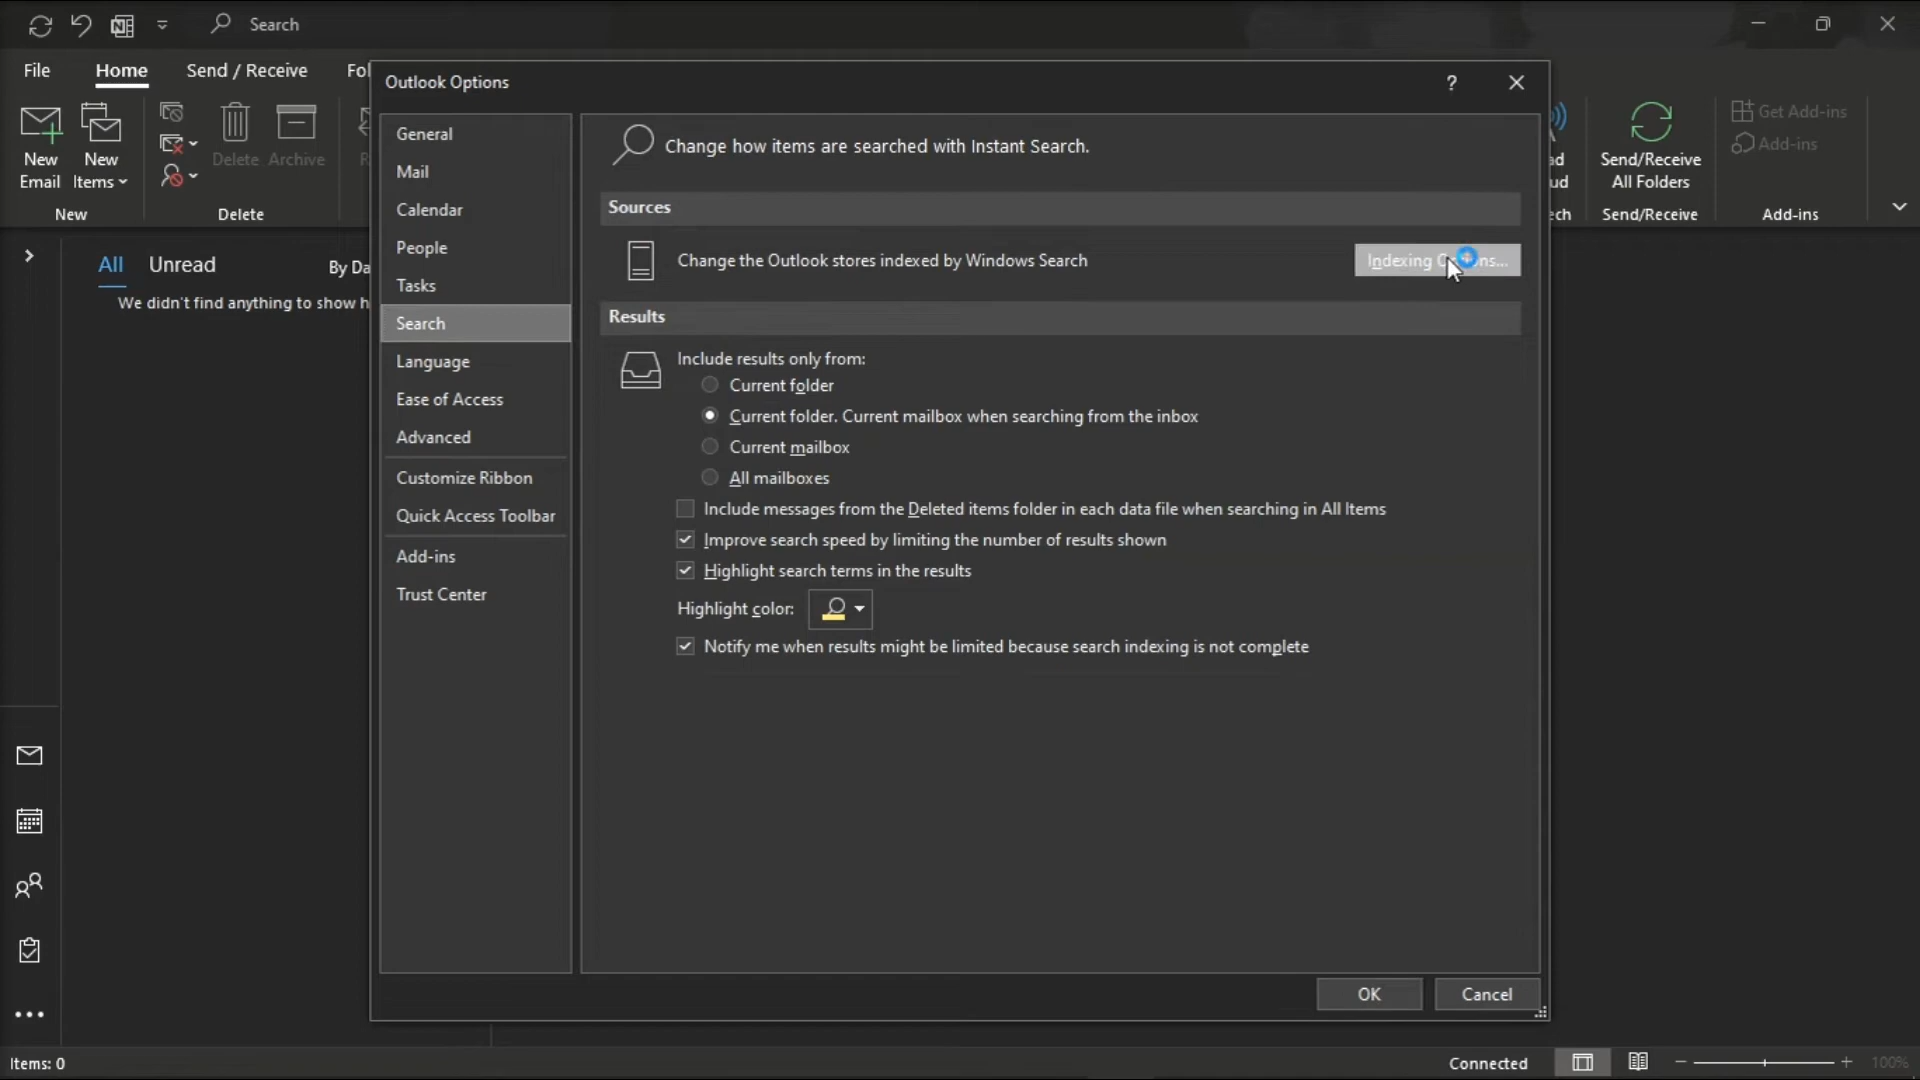 Search
File
Home
Send / Receive
New
Email
New
Items
Delete
Archive
New
Delete
All
Unread
By Da
We didn't find anything to show h
Outlook Options
?
General
Mail
Calendar
People
Tasks
Search
Language
Ease of Access
Advanced
Customize Ribbon
Quick Access Toolbar
Add-ins
Trust Center
Change how items are searched with Instant Search.
Sources
Change the Outlook stores indexed by Windows Search
Indexing
Results
Include results only from:
Current folder
Current folder. Current mailbox when searching from the inbox
Current mailbox
All mailboxes
Include messages from the Deleted items folder in each data file when searching in All Items
Improve search speed by limiting the number of results shown
Highlight search terms in the results
Highlight color:
Notify me when results might be limited because search indexing is not complete
OK
Cancel
Send/Receive
All Folders
Send/Receive
Get Add-ins
Add-ins
Add-ins
Items: 0
Connected
100%